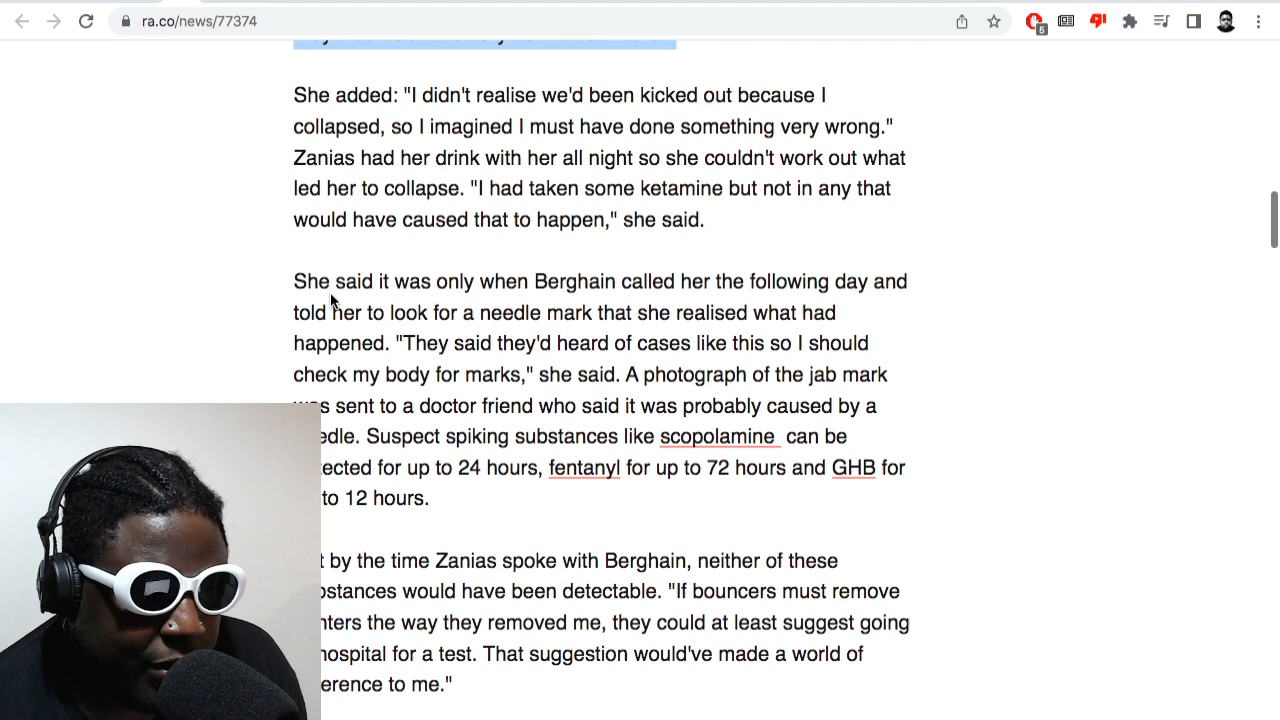 ra.co/news/77374
5
She added: "I didn't realise we'd been kicked out because I
collapsed, so I imagined I must have done something very wrong."
Zanias had her drink with her all night so she couldn't work out what
led her to collapse. "I had taken some ketamine but not in any that
would have caused that to happen," she said.
She said it was only when Berghain called her the following day and
told her to look for a needle mark that she realised what had
happened. "They said they'd heard of cases like this so I should
check my body for marks," she said. A photograph of the jab mark
was sent to a doctor friend who said it was probably caused by a
edle. Suspect spiking substances like scopolamine can be
ected for up to 24 hours, fentanyl for up to 72 hours and GHB for
to 12 hours.
t by the time Zanias spoke with Berghain, neither of these
bstances would have been detectable. "If bouncers must remove
nters the way they removed me, they could at least suggest going
hospital for a test. That suggestion would've made a world of
erence to me."